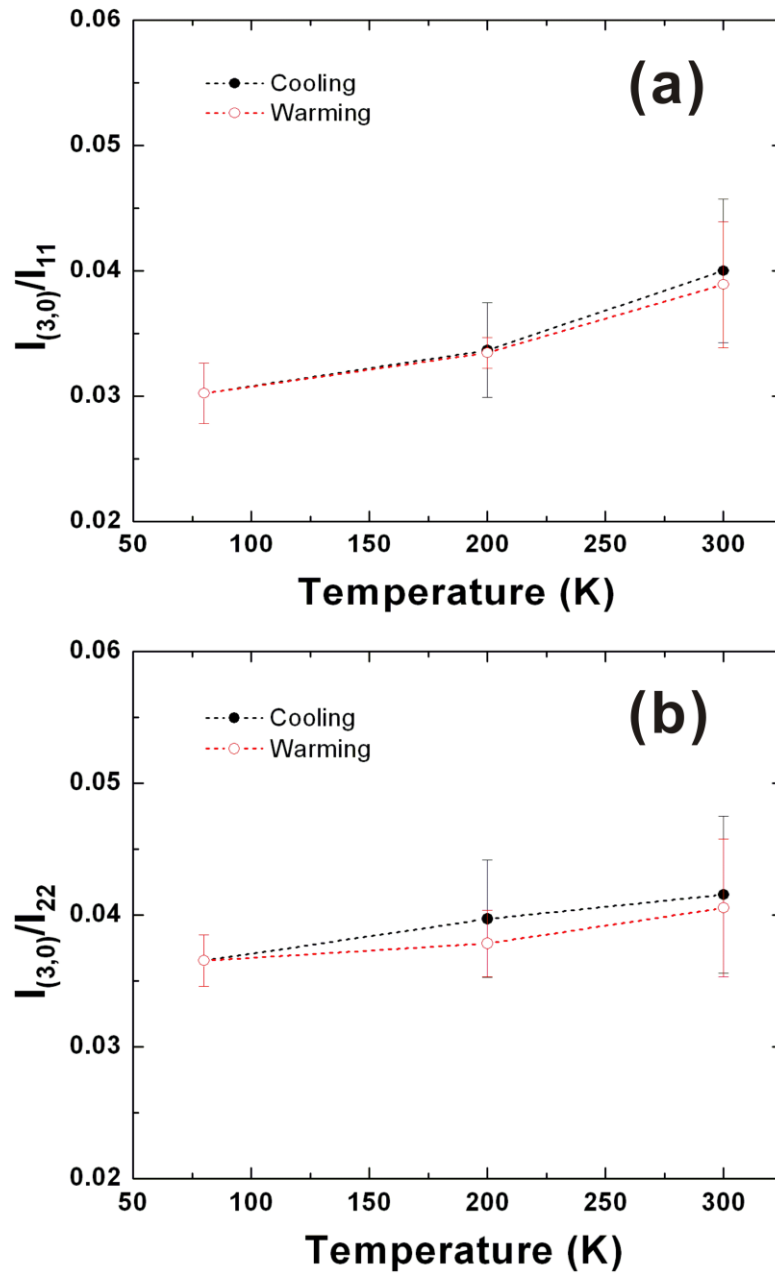 0.06
Cooling
Warming
(a)
0.05
0.04
0.03
0.02
I(3,0)/I11
50 100 150 200 250 300
Temperature (K)
0.06
Cooling
Warming
(b)
0.05
0.04
0.03
0.02
I(3,0)/I22
50 100 150 200 250 300
Temperature (K)